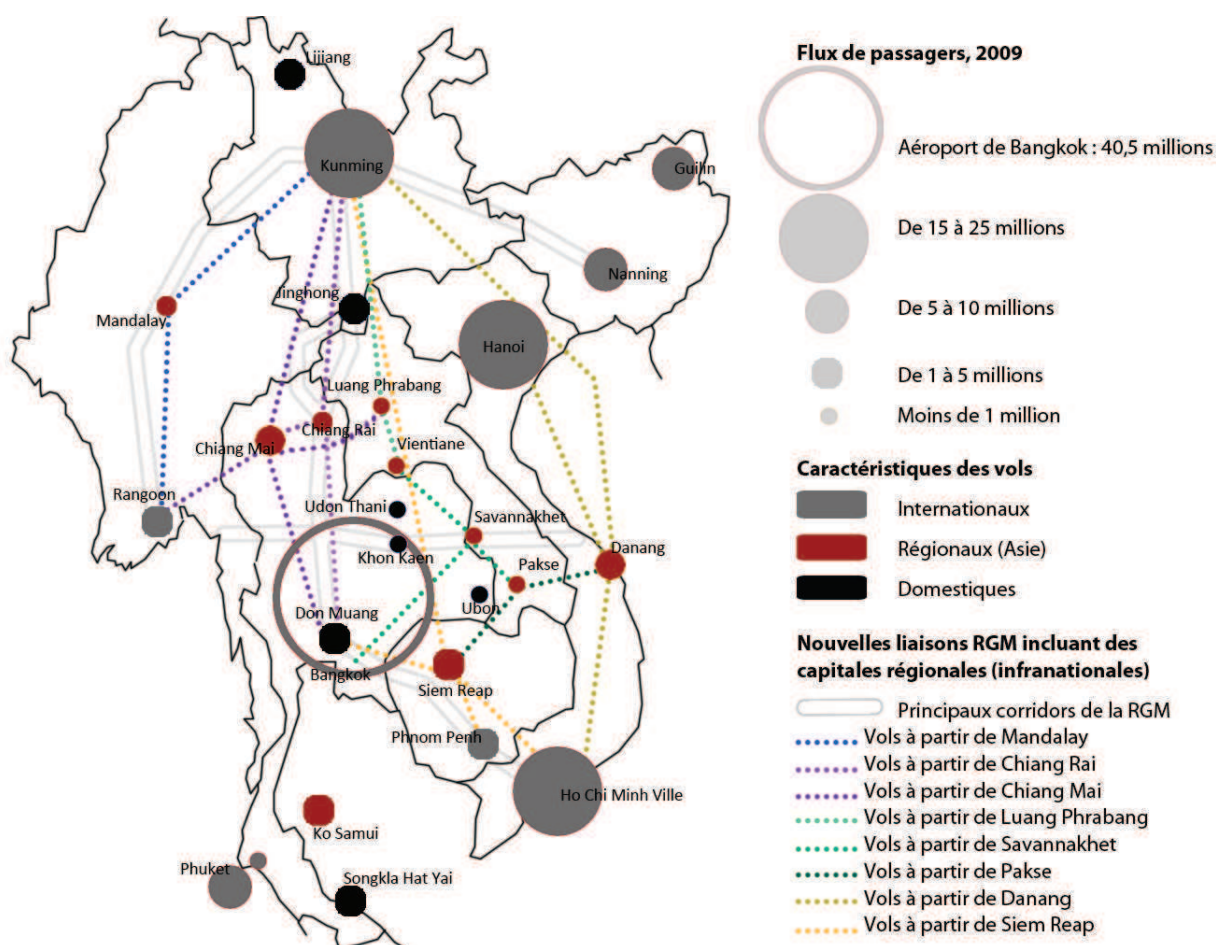 Lijiang
Kunming
Guilin
Nanning
Jinghong
Mandalay
Hanoi
Luang Phrabang
Chiang Rai
Chiang Mai
Vientiane
Rangoon
Udon Thani
Savannakhet
Khon Kaen
Danang
Pakse
Ubon
Don Muang
Bangkok
Siem Reap
Phnom Penh
Ho Chi Minh Ville
Ko Samui
Phuket
Songkla Hat Yai
Flux de passagers, 2009
Aéroport de Bangkok : 40,5 millions
De 15 à 25 millions
De 5 à 10 millions
De 1 à 5 millions
Moins de 1 million
Caractéristiques des vols
Internationaux
Régionaux (Asie)
Domestiques
Nouvelles liaisons RGM incluant des
capitales régionales (infranationales)
Principaux corridors de la RGM
Vols à partir de Mandalay
Vols à partir de Chiang Rai
Vols à partir de Chiang Mai
Vols à partir de Luang Phrabang
Vols à partir de Savannakhet
Vols à partir de Pakse
Vols à partir de Danang
Vols à partir de Siem Reap